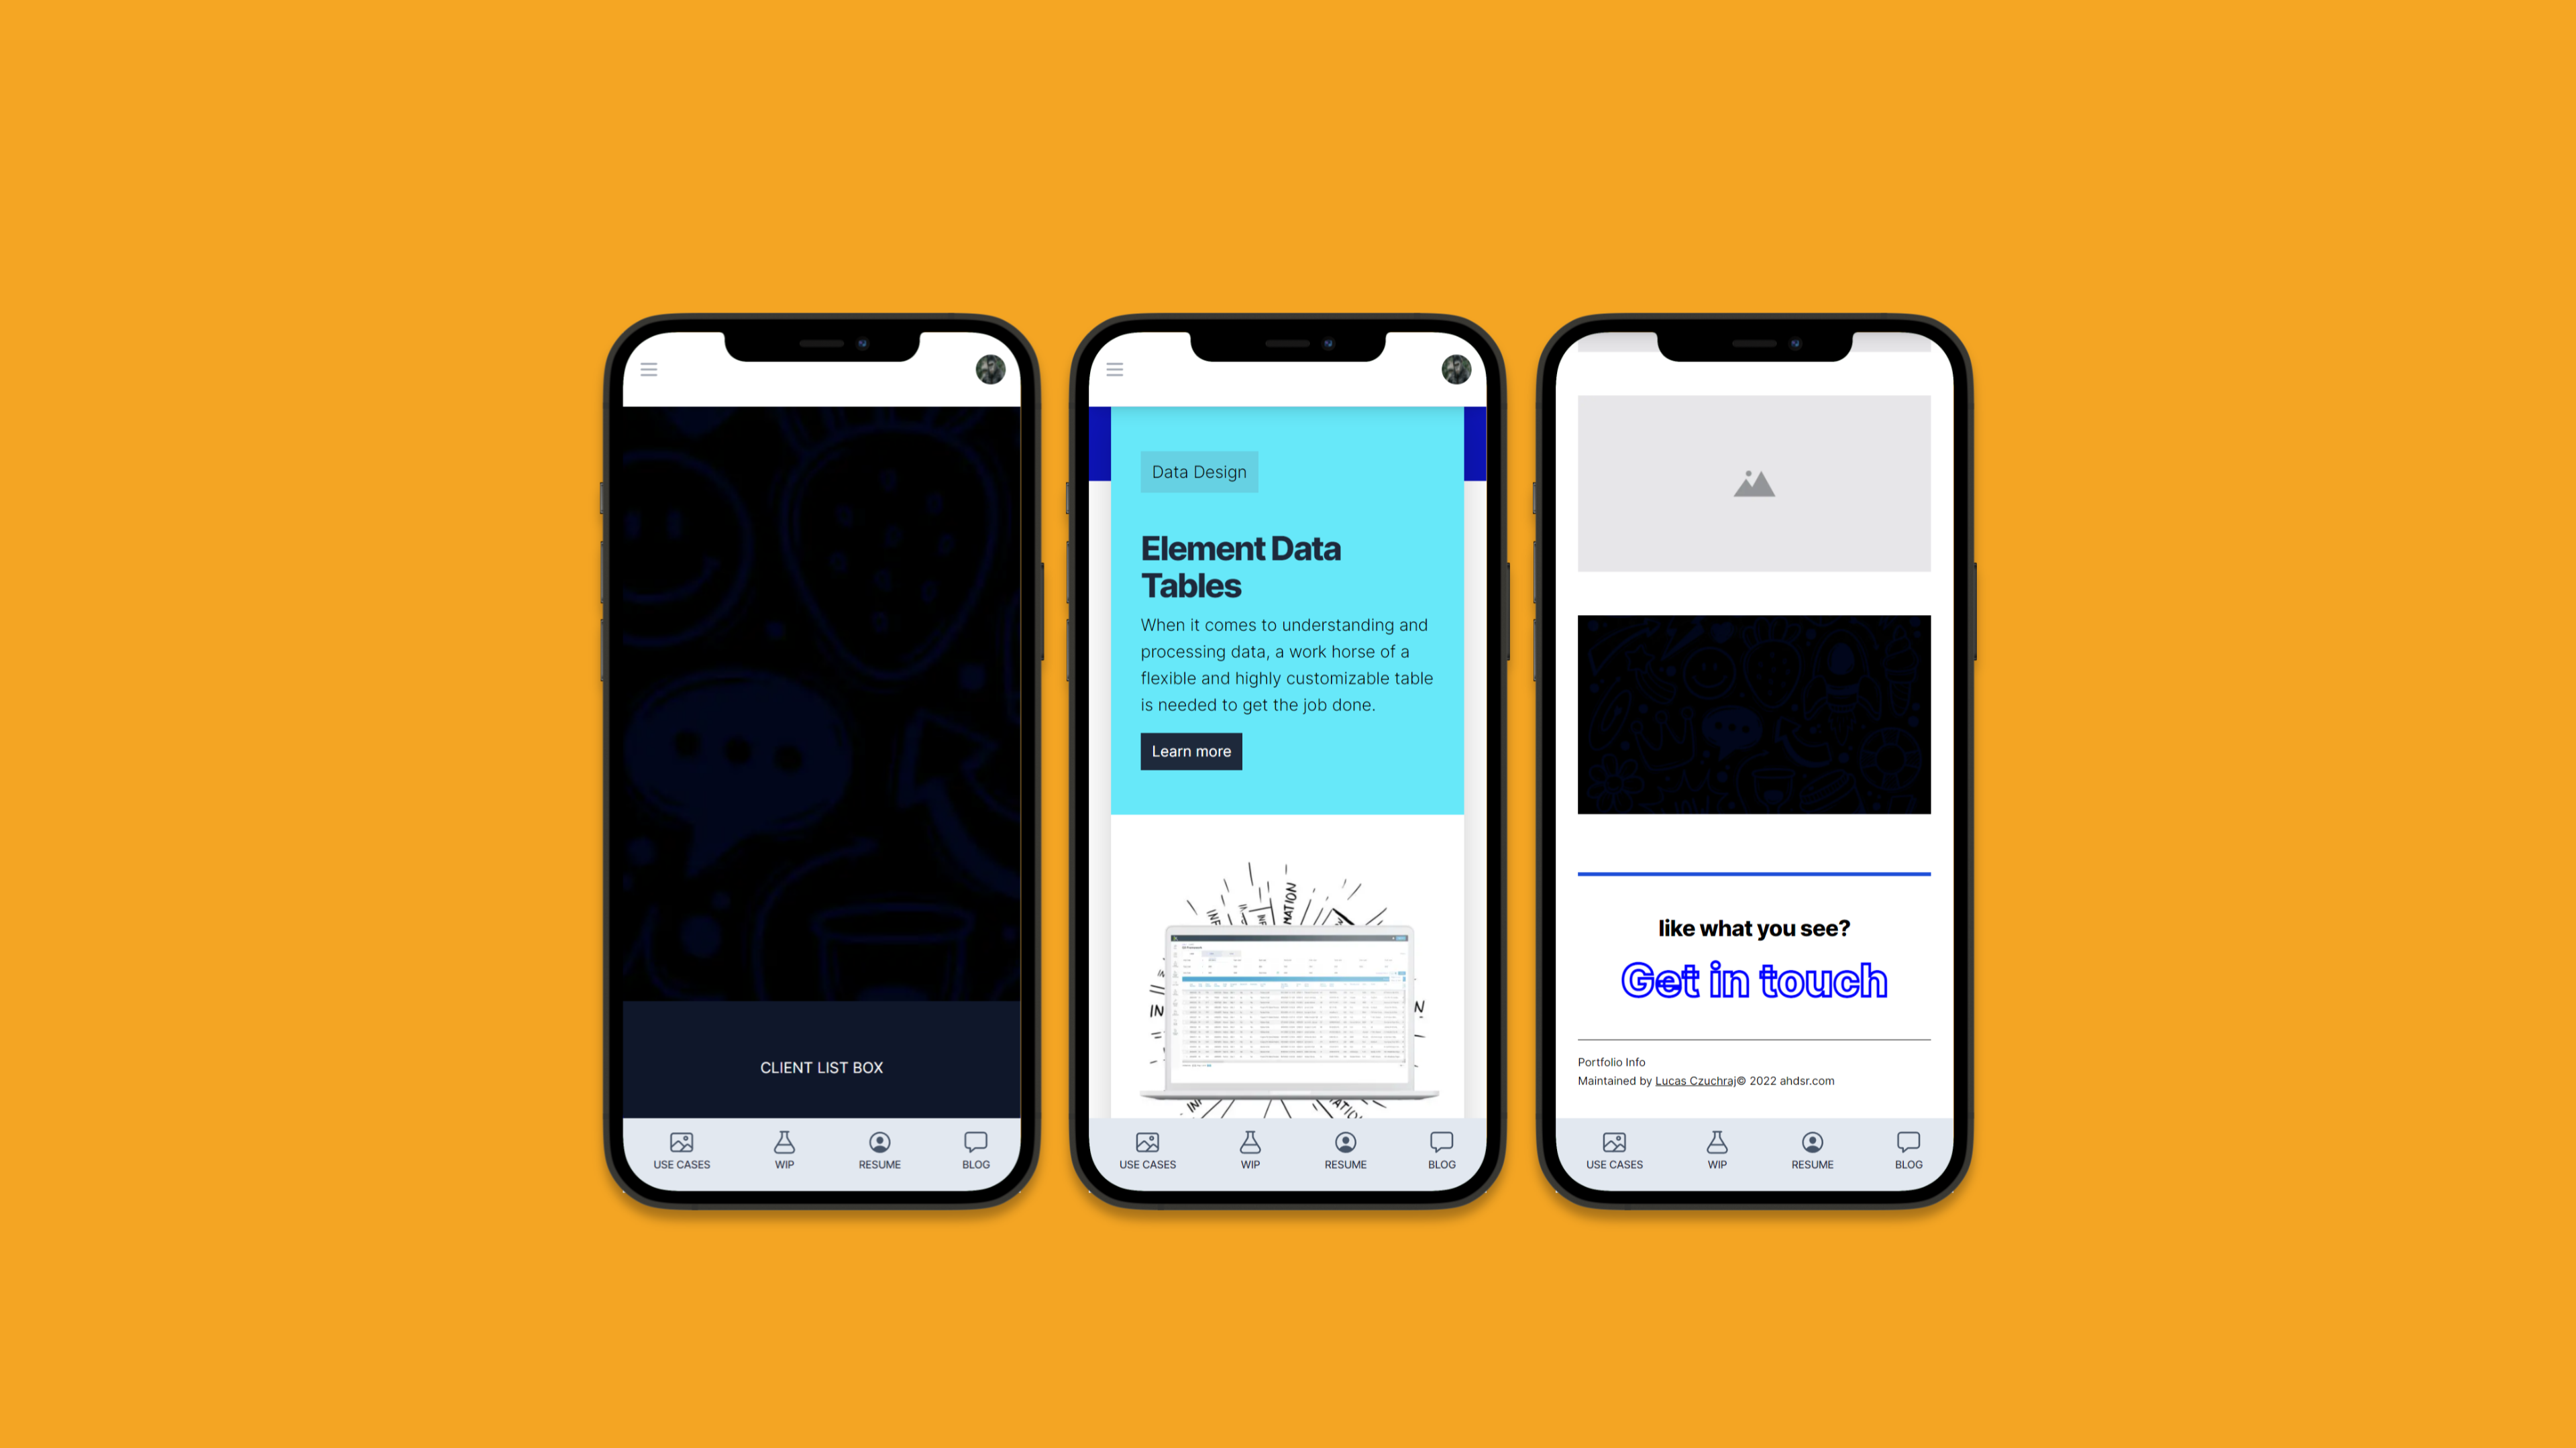 CLIENT LIST BOX
USE CASES
WIP
RESUME
BLOG
Data Design
Element Data
Tables
When it comes to understanding and
processing data, a work horse of a
flexible and highly customizable table
is needed to get the job done.
Learn more
NATION
USE CASES
WIP
RESUME
BLOG
like what you see?
Get in touch
Portfolio Info
Maintained by Lucas Czuchraj© 2022 ahdsr.com
USE CASES
WIP
RESUME
BLOG